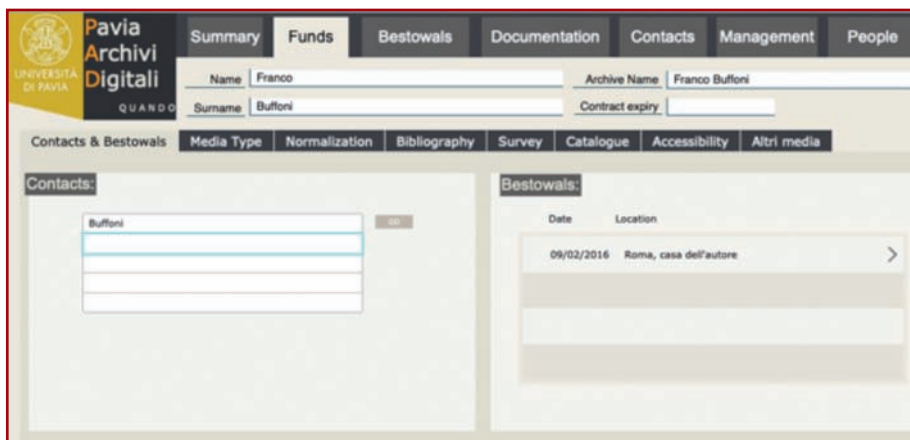 UNIVERSITÀ
DI PAVIA
Pavia
Archivi
Digitali
QUANDO
Summary Funds Bestowals Documentation Contacts Management People
Name Franco Archive Name Franco Buffoni
Surname Buffoni Contract expiry
Contacts & Bestowals Media Type Normalization Bibliography Survey Catalogue Accessibility Altri media
Contacts: Bestowals:
Buffoni GO
Date Location
09/02/2016 Roma, casa dell'autore